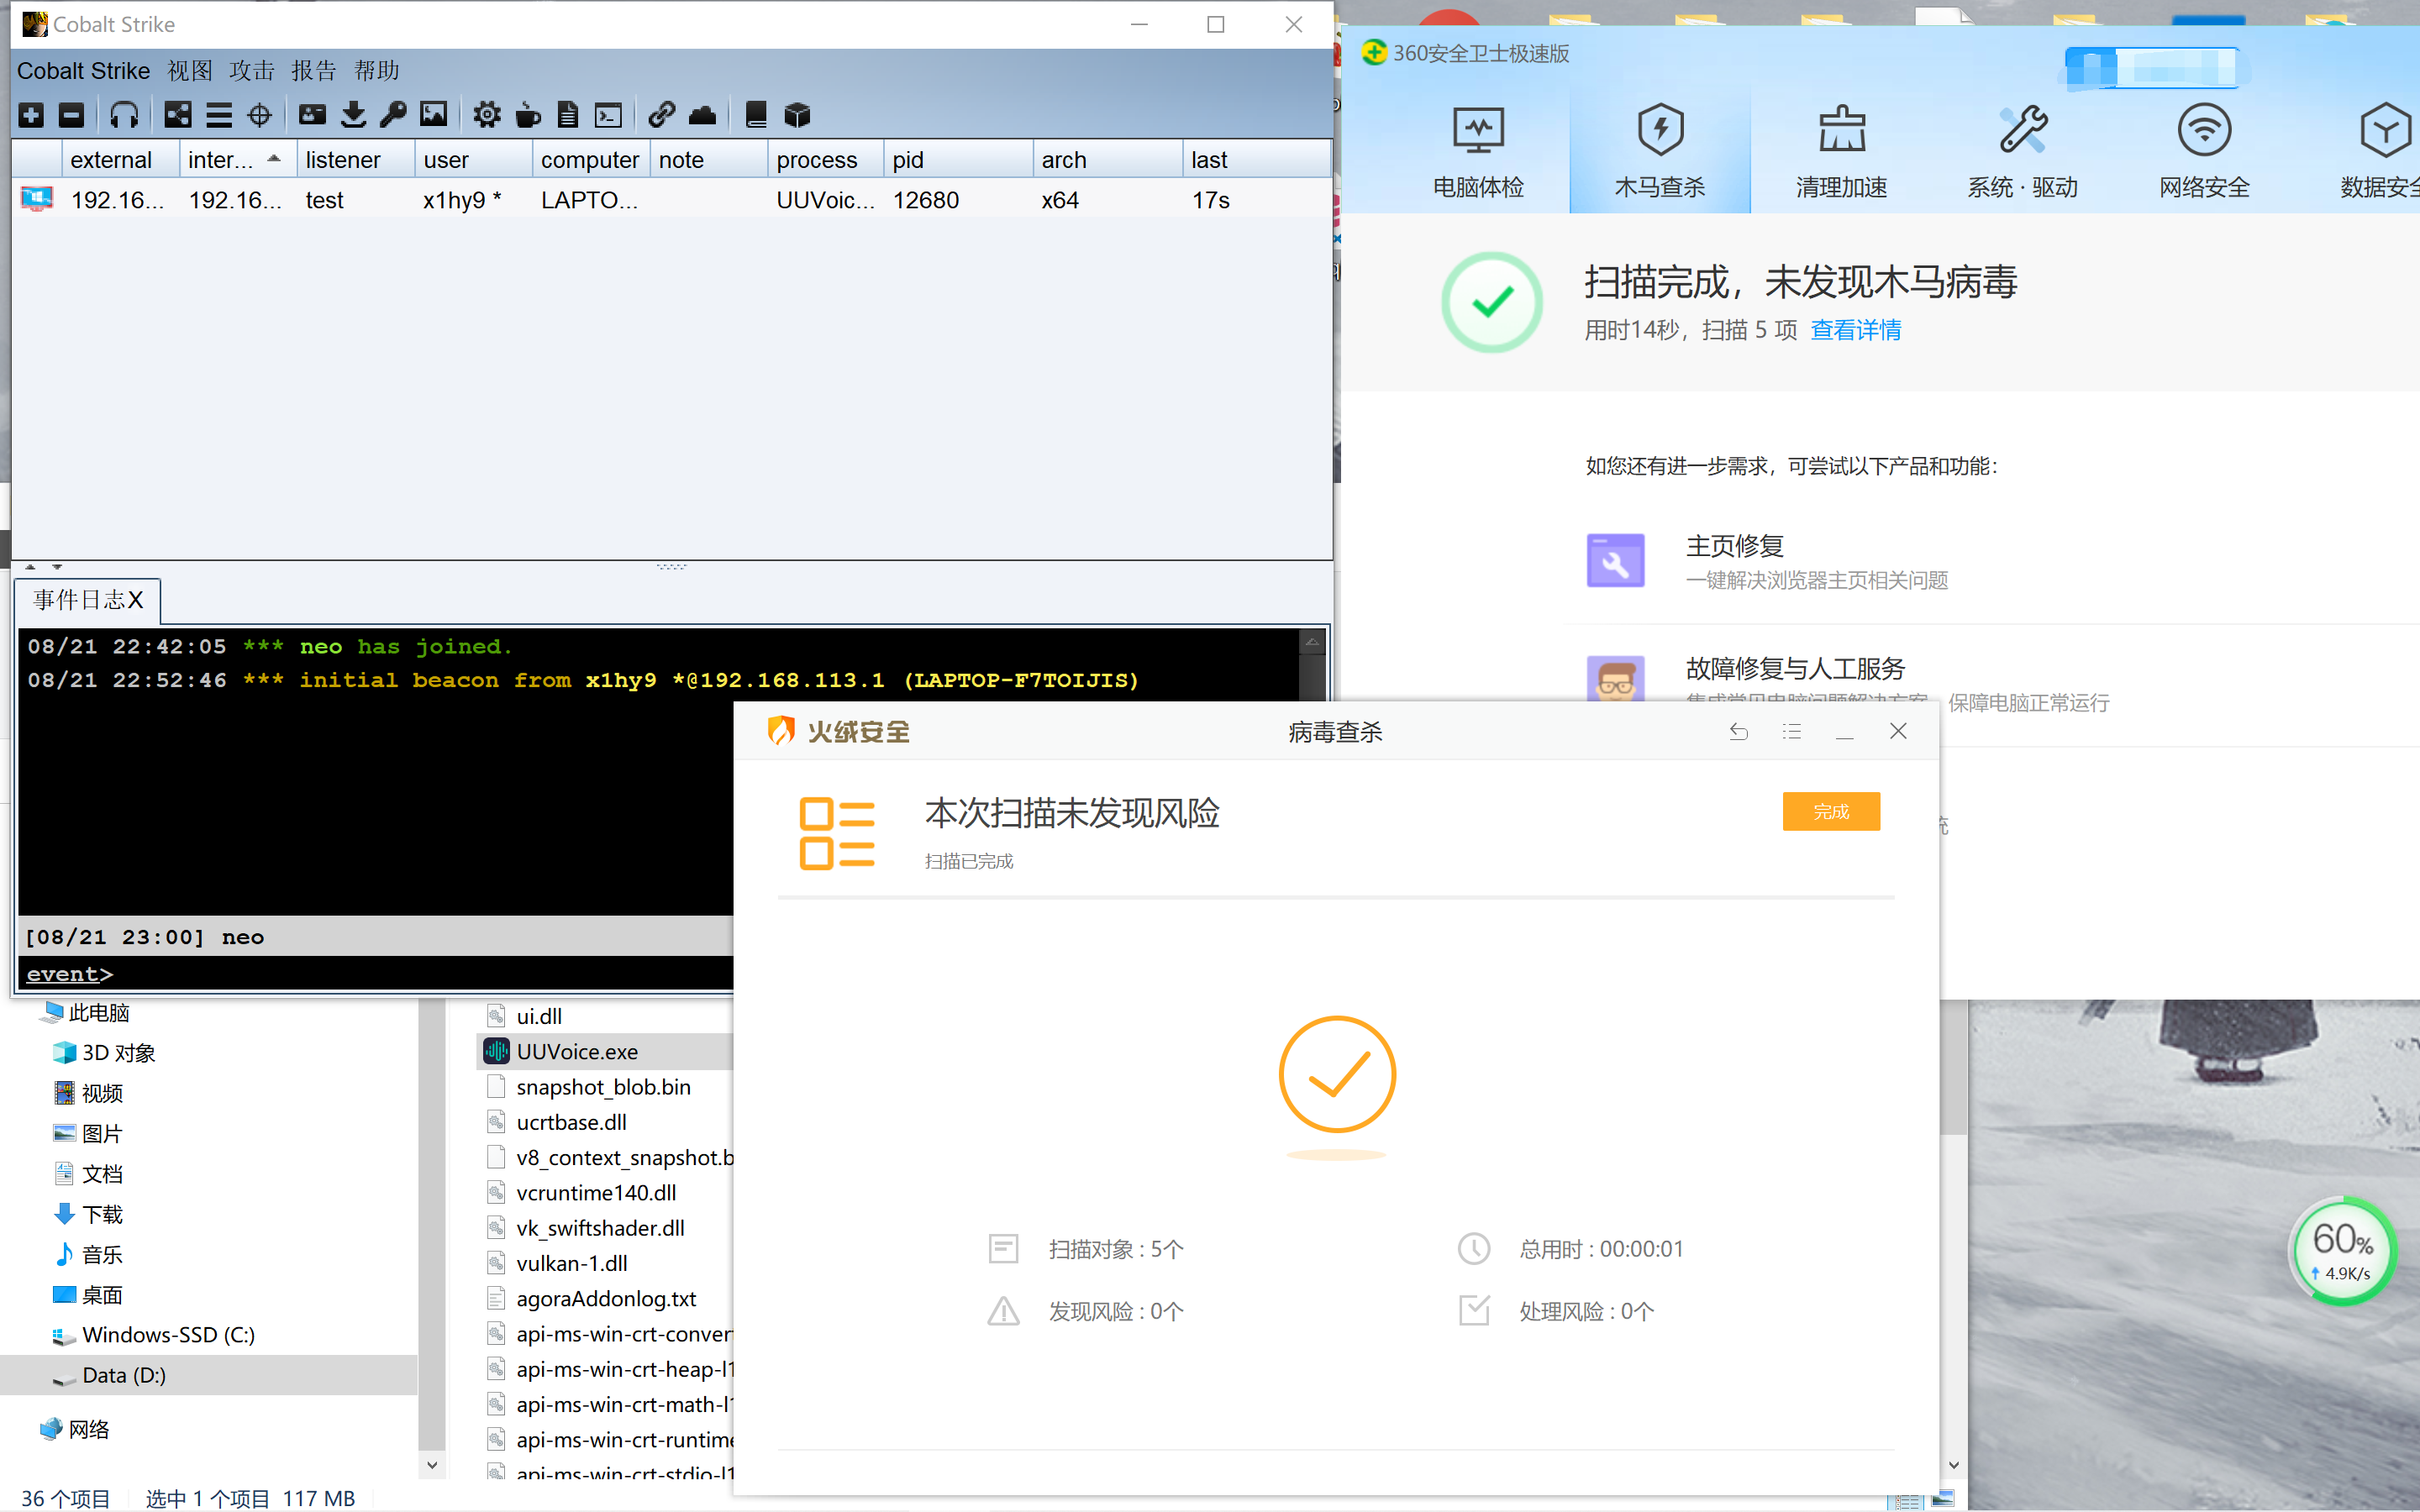 Cobalt Strike
Cobalt Strike 视图 攻击 报告 帮助
external inter... listener user computer note process pid arch last
192.16... 192.16... test x1hy9 * LAPTO... UUVoic... 12680 x64 17s
事件日志X
08/21 22:42:05 *** neo has joined.
08/21 22:52:46 *** initial beacon from x1hy9 *@192.168.113.1 (LAPTOP-F7TOIJIS)
[08/21 23:00] neo
event>
360安全卫士极速版
电脑体检 木马查杀 清理加速 系统·驱动 网络安全 数据安全
扫描完成，未发现木马病毒
用时14秒，扫描 5 项 查看详情
如您还有进一步需求，可尝试以下产品和功能：
主页修复
一键解决浏览器主页相关问题
故障修复与人工服务
保障电脑正常运行
火绒安全
病毒查杀
本次扫描未发现风险
完成
扫描已完成
扫描对象 : 5个
总用时 : 00:00:01
发现风险 : 0个
处理风险 : 0个
此电脑
3D 对象
视频
图片
文档
下载
音乐
桌面
Windows-SSD (C:)
Data (D:)
网络
ui.dll
UUVoice.exe
snapshot_blob.bin
ucrtbase.dll
v8_context_snapshot.b
vcruntime140.dll
vk_swiftshader.dll
vulkan-1.dll
agoraAddonlog.txt
api-ms-win-crt-conver
api-ms-win-crt-heap-l1
api-ms-win-crt-math-l1
api-ms-win-crt-runtime
api-ms-win-crt-stdio-l1
36 个项目 选中 1 个项目 117 MB
60%
4.9K/s